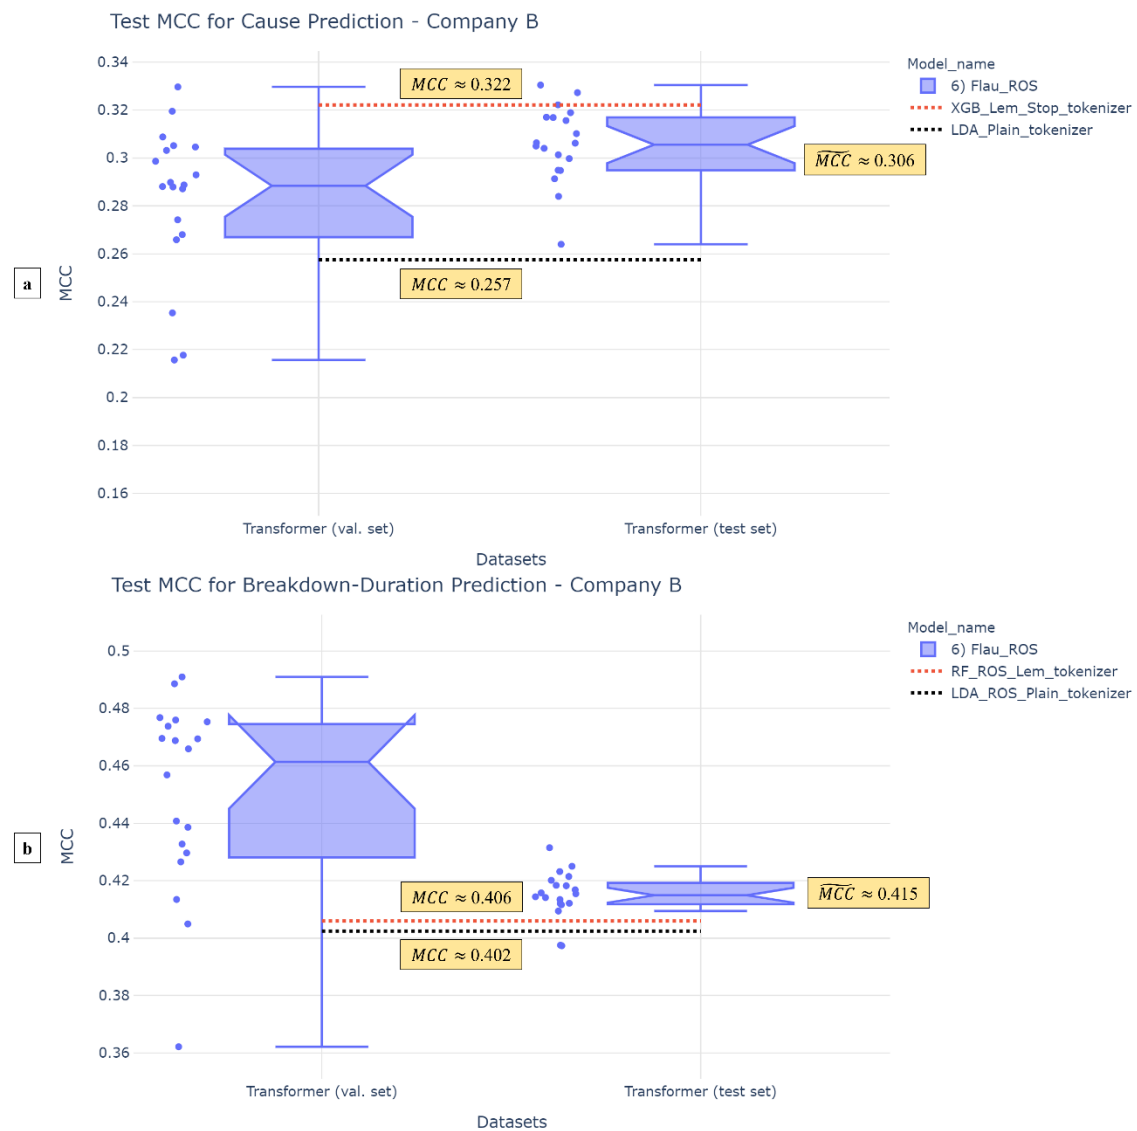 Test MCC for Cause Prediction - Company B
0.34
0.32
0.3
0.28
0.26
0.24
0.22
0.2
0.18
0.16
MCC
a
MCC ≈ 0.322
MCC ≈ 0.257
M͠C͠C͠ ≈ 0.306
Model_name
6) Flau_ROS
XGB_Lem_Stop_tokenizer
LDA_Plain_tokenizer
Transformer (val. set)
Transformer (test set)
Datasets
Test MCC for Breakdown-Duration Prediction - Company B
0.5
0.48
0.46
0.44
0.42
0.4
0.38
0.36
MCC
b
MCC ≈ 0.406
MCC ≈ 0.402
M͠C͠C͠ ≈ 0.415
Model_name
6) Flau_ROS
RF_ROS_Lem_tokenizer
LDA_ROS_Plain_tokenizer
Transformer (val. set)
Transformer (test set)
Datasets